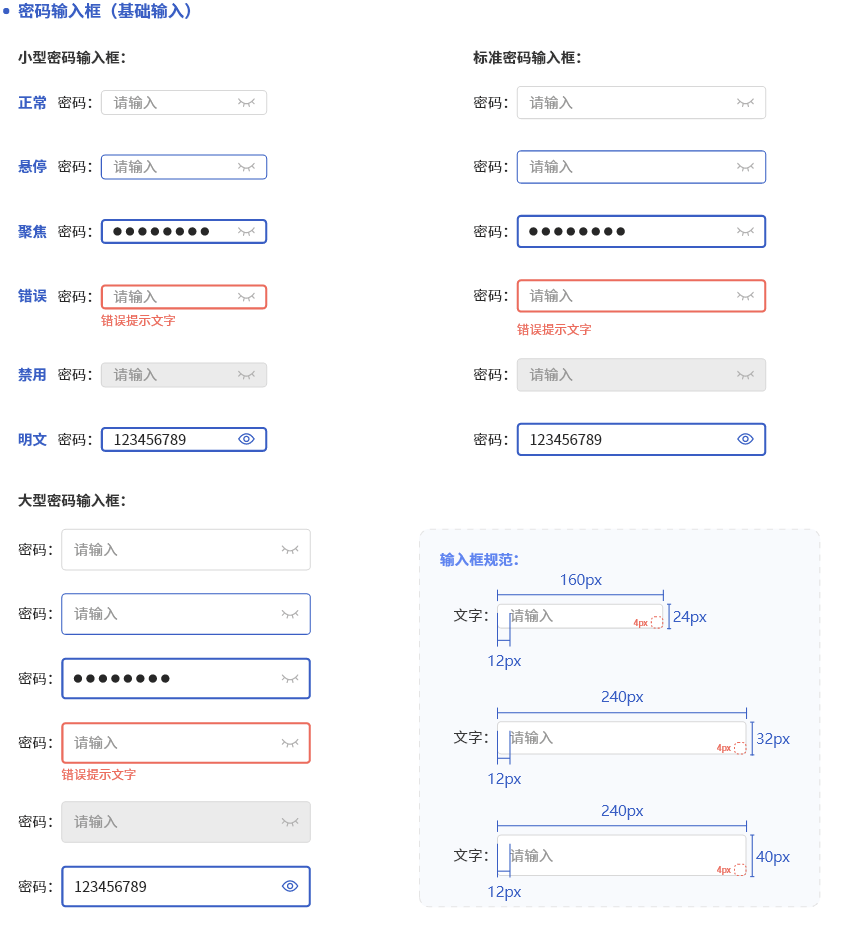 密码输入框（基础输入）
小型密码输入框：
正常 密码： 请输入
悬停 密码： 请输入
聚焦 密码： ●●●●●●●●
错误 密码： 请输入
错误提示文字
禁用 密码： 请输入
明文 密码： 123456789
标准密码输入框：
密码： 请输入
密码： 请输入
密码： ●●●●●●●●
密码： 请输入
错误提示文字
密码： 请输入
密码： 123456789
大型密码输入框：
密码： 请输入
密码： 请输入
密码： ●●●●●●●●
密码： 请输入
错误提示文字
密码： 请输入
密码： 123456789
输入框规范：
160px
文字： 请输入 4px 24px
12px
240px
文字： 请输入 4px 32px
12px
240px
文字： 请输入 4px 40px
12px